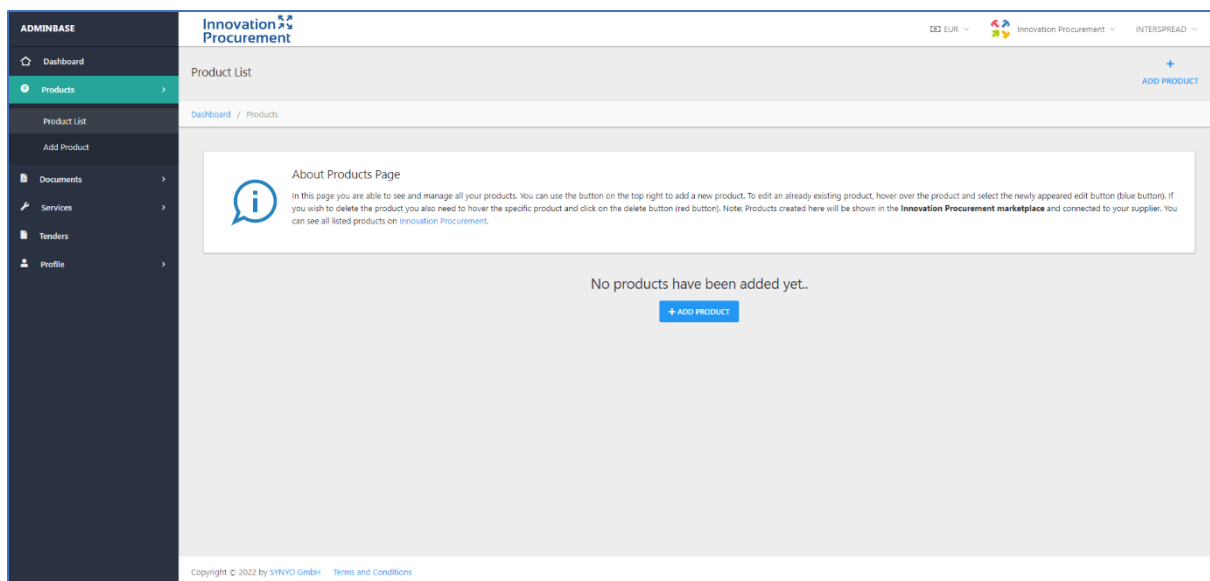 ADMINBASE
Innovation
Procurement
EUR
Innovation Procurement
INTERSPREAD
Dashboard
Products
Product List
Add Product
Documents
Services
Tenders
Profile
Product List
+
ADD PRODUCT
Dashboard / Products
About Products Page
In this page you are able to see and manage all your products. You can use the button on the top right to add a new product. To edit an already existing product, hover over the product and select the newly appeared edit button (blue button). If
you wish to delete the product you also need to hover the specific product and click on the delete button (red button). Note: Products created here will be shown in the Innovation Procurement marketplace and connected to your supplier. You
can see all listed products on Innovation Procurement.
No products have been added yet..
+ ADD PRODUCT
Copyright © 2022 by SYNYO GmbH Terms and Conditions